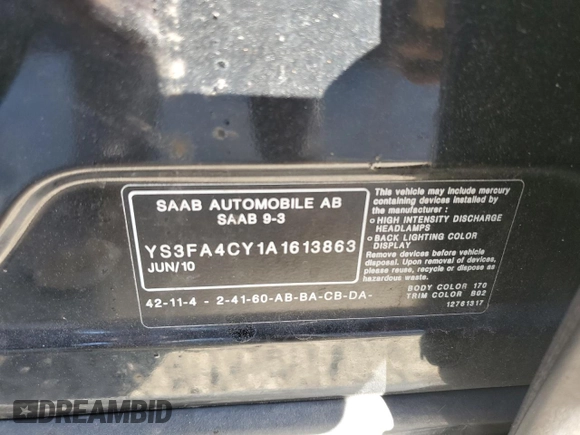 SAAB AUTOMOBILE AB
SAAB 9-3
YS3FA4CY1A1613863
JUN/10
42-11-4 - 2-41-60-AB-BA-CB-DA-
This vehicle may include mercury
containing devices installed by
the manufacturer:
o HIGH INTENSITY DISCHARGE
HEADLAMPS
o BACK LIGHTING COLOR
DISPLAY
Remove devices before vehicle
disposal. Upon removal of devices,
please reuse, recycle or dispose as
hazardous waste.
BODY COLOR 170
TRIM COLOR B02
12781317
DREAMBID